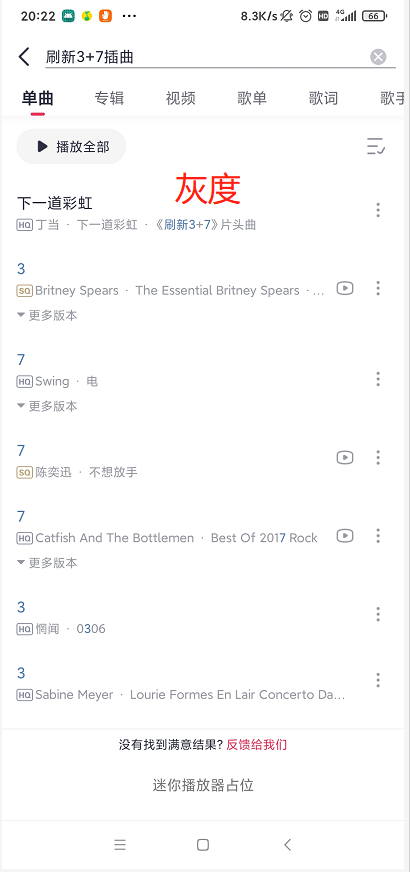 20:22 ··· 8.3K/s HD 4G 66
刷新3+7插曲
单曲 专辑 视频 歌单 歌词 歌手
播放全部
灰度
下一道彩虹
HQ 丁当 · 下一道彩虹 · 《刷新3+7》片头曲
3
SQ Britney Spears · The Essential Britney Spears · ...
更多版本
7
HQ Swing · 电
更多版本
7
SQ 陈奕迅 · 不想放手
7
HQ Catfish And The Bottlemen · Best Of 2017 Rock
更多版本
3
HQ 惘闻 · 0306
3
HQ Sabine Meyer · Lourie Formes En Lair Concerto Da...
没有找到满意结果? 反馈给我们
迷你播放器占位